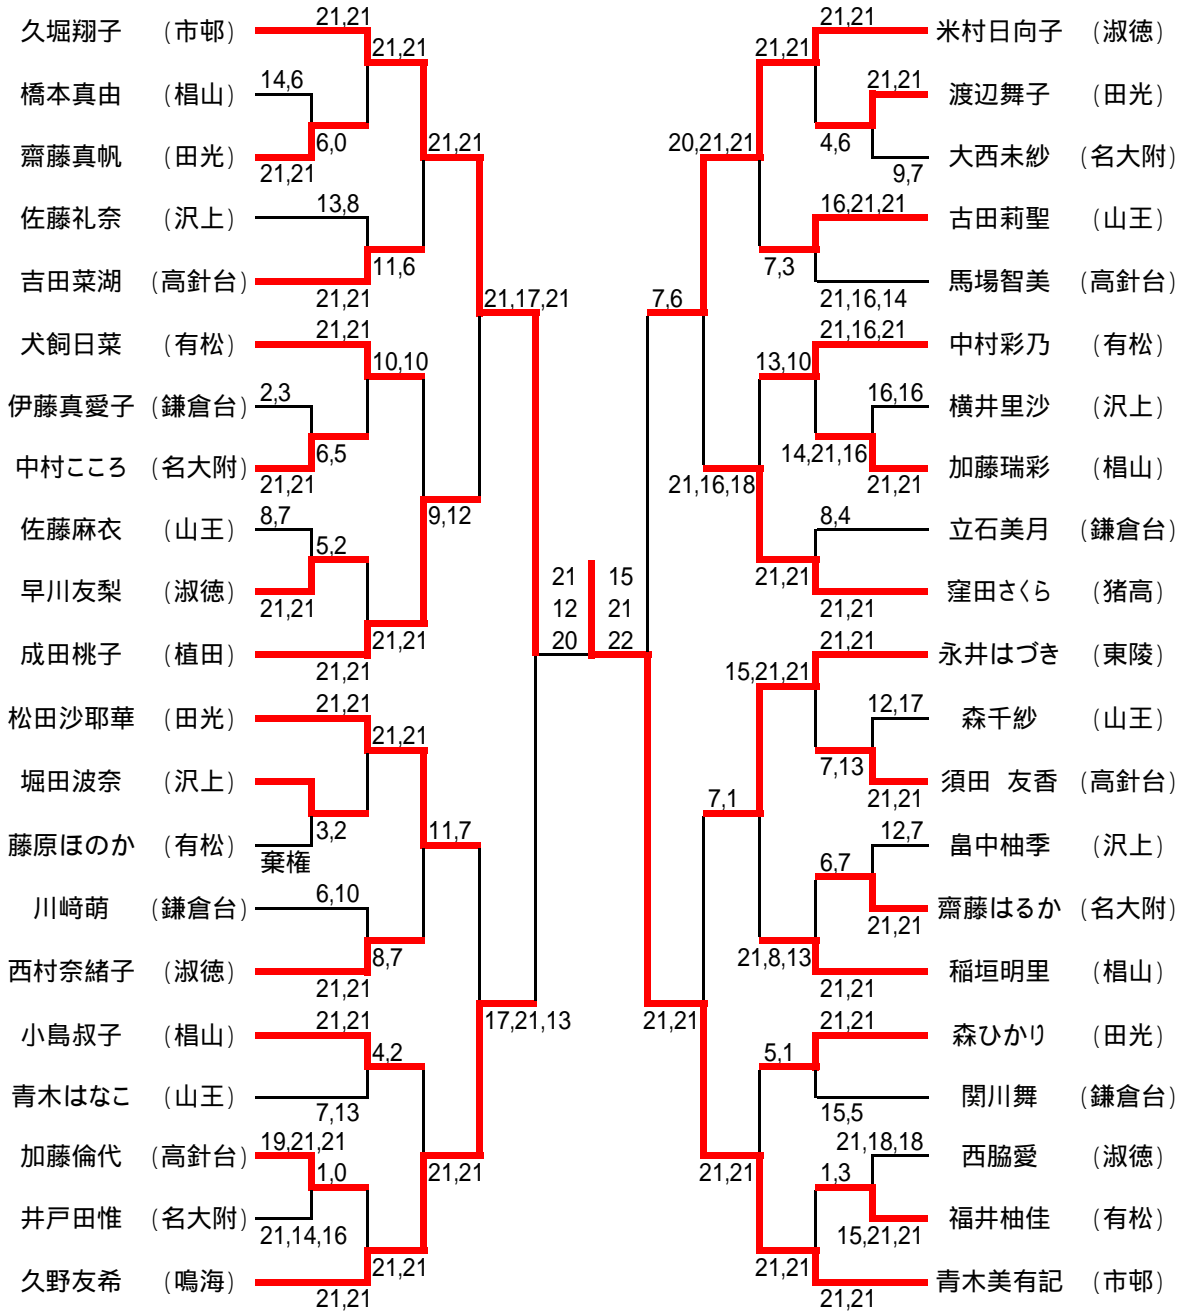 21,21
久堀翔子 (市邨)
21,21
14,6
橋本真由 (椙山)
6,0
齋藤真帆 (田光)
21,21
21,21
13,8
佐藤礼奈 (沢上)
11,6
吉田菜湖 (高針台)
21,21
21,17,21
21,21
犬飼日菜 (有松)
10,10
2,3
伊藤真愛子 (鎌倉台)
6,5
中村こころ (名大附)
21,21
9,12
8,7
佐藤麻衣 (山王)
5,2
早川友梨 (淑徳)
21,21
21,21
成田桃子 (植田)
21,21
21 15
12 21
20 22
21,21
松田沙耶華 (田光)
21,21
堀田波奈 (沢上)
3,2
藤原ほのか (有松)
棄権
11,7
6,10
川﨑萌 (鎌倉台)
8,7
西村奈緒子 (淑徳)
21,21
17,21,13
21,21
小島叔子 (椙山)
4,2
青木はなこ (山王)
7,13
19,21,21
加藤倫代 (高針台)
1,0
21,21
井戸田惟 (名大附)
21,14,16
21,21
久野友希 (鳴海)
21,21
21,21
米村日向子 (淑徳)
21,21
21,21
渡辺舞子 (田光)
4,6
大西未紗 (名大附)
9,7
20,21,21
16,21,21
古田莉聖 (山王)
7,3
馬場智美 (高針台)
21,16,14
7,6
21,16,21
中村彩乃 (有松)
13,10
16,16
横井里沙 (沢上)
14,21,16
加藤瑞彩 (椙山)
21,21
21,16,18
8,4
立石美月 (鎌倉台)
21,21
窪田さくら (猪高)
21,21
21,21
永井はづき (東陵)
15,21,21
12,17
森千紗 (山王)
7,13
須田 友香 (高針台)
21,21
7,1
12,7
畠中柚季 (沢上)
6,7
齋藤はるか (名大附)
21,21
21,8,13
稲垣明里 (椙山)
21,21
21,21
21,21
森ひかり (田光)
5,1
関川舞 (鎌倉台)
15,5
21,18,18
西脇愛 (淑徳)
1,3
21,21
福井柚佳 (有松)
15,21,21
21,21
青木美有記 (市邨)
21,21